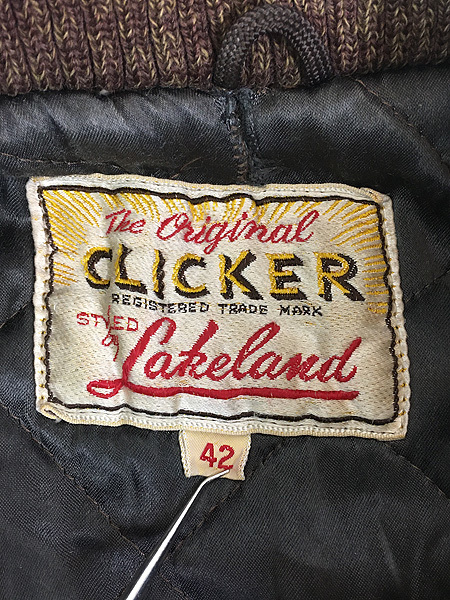 The Original
CLICKER
REGISTERED TRADE MARK
STYLED
by
Lakeland
42